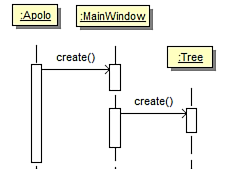 :Apolo
:MainWindow
:Tree
create()
create()